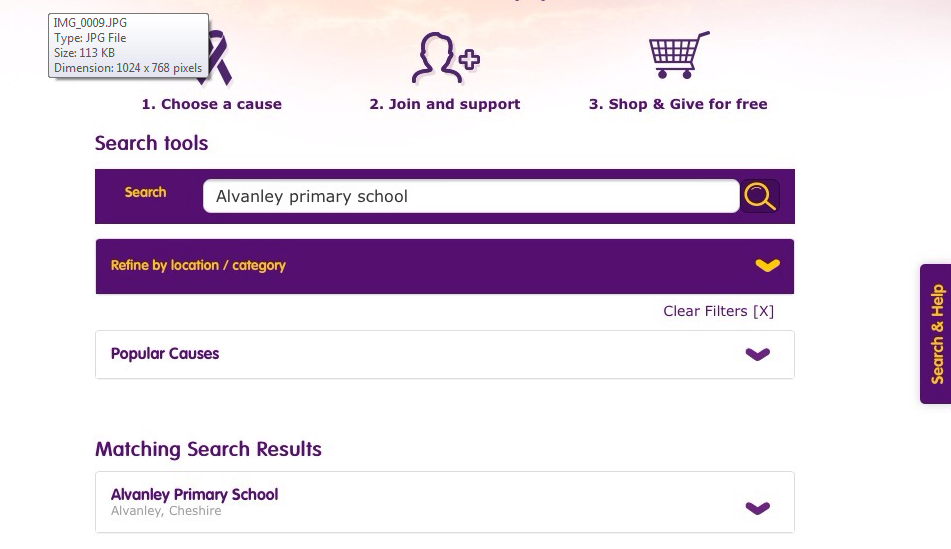 IMG_0009.JPG
Type: JPG File
Size: 113 KB
Dimension: 1024 x 768 pixels
1. Choose a cause
2. Join and support
3. Shop & Give for free
Search tools
Search
Alvanley primary school
Refine by location / category
Clear Filters [X]
Search & Help
Popular Causes
Matching Search Results
Alvanley Primary School
Alvanley, Cheshire